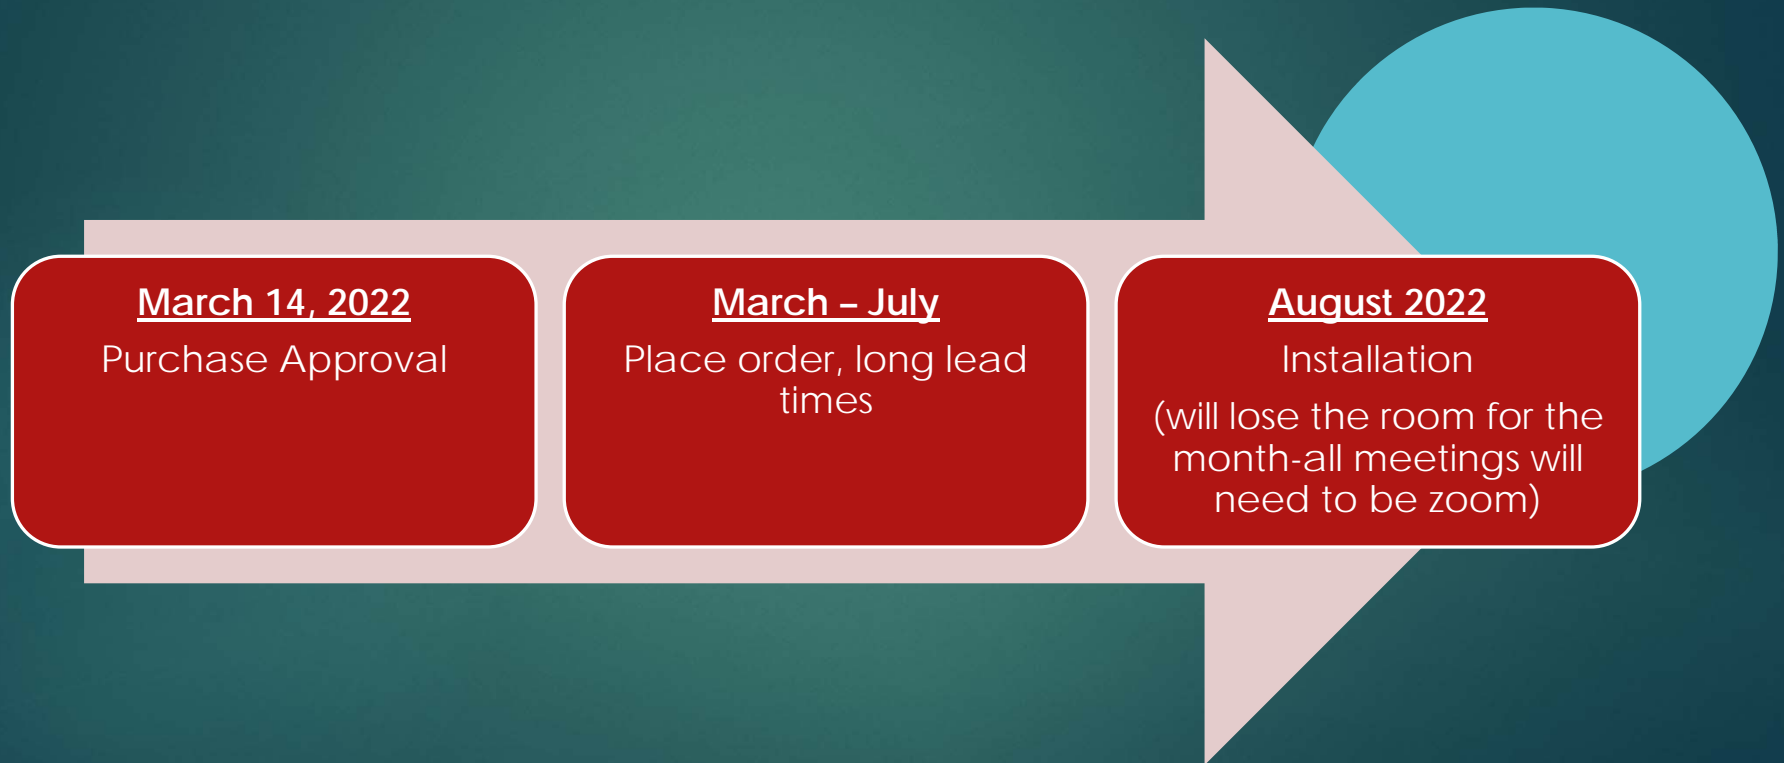 March 14, 2022
Purchase Approval
March – July
Place order, long lead
times
August 2022
Installation
(will lose the room for the
month-all meetings will
need to be zoom)